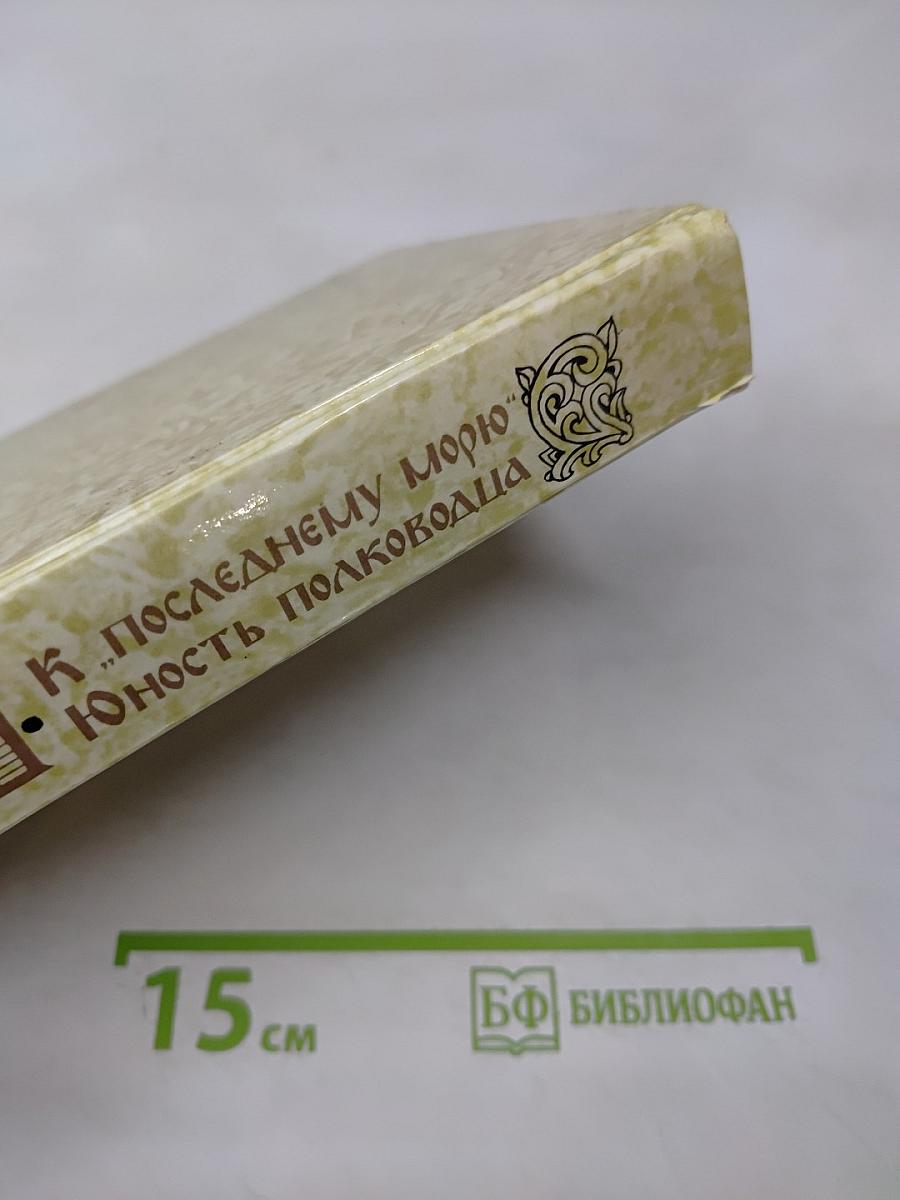 К „Последнему морю“
Юность полководца
15 см
БФ БИБЛИОФАН